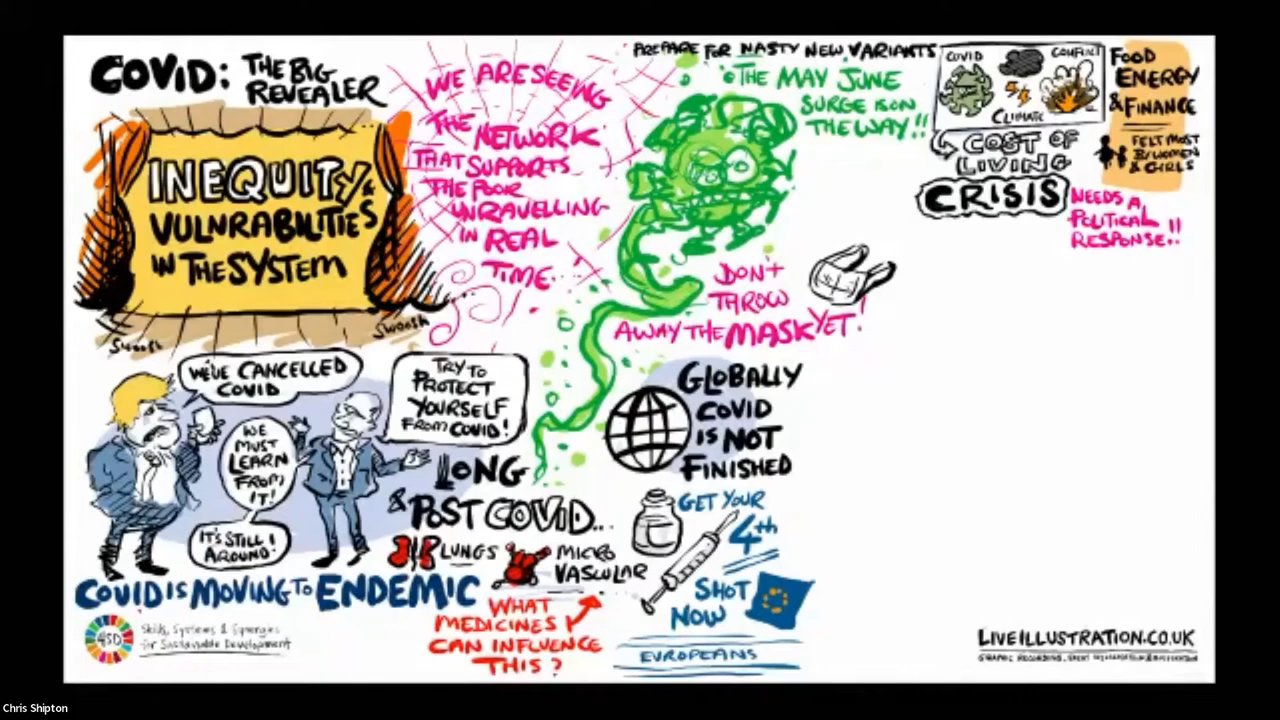 COVID: THE BIG
REVEALER
INEQUITY &
VULNRABILITIES
IN THE SYSTEM
Swoosh
Swoosh
WE ARE SEEING
THE NETWORK
THAT SUPPORTS
THE POOR
UNRAVELLING
IN REAL
TIME.
PREPARE FOR NASTY NEW VARIANTS
THE MAY JUNE
SURGE IS ON
THE WAY!!
DON'T
THROW
AWAY THE MASK YET!
COVID
CONFLICT
CLIMATE
COST OF
LIVING
CRISIS
FOOD
ENERGY
& FINANCE
FELT MOST
BY WOMEN
& GIRLS
NEEDS A
POLITICAL
RESPONSE!!
WE'VE CANCELLED
COVID
WE
MUST
LEARN
FROM
IT!
IT'S STILL
AROUND!
TRY TO
PROTECT
YOURSELF
FROM COVID!
LONG
& POST COVID...
LUNGS
MICRO
VASCULAR
WHAT
MEDICINES
CAN INFLUENCE
THIS?
COVID IS MOVING TO ENDEMIC
4SD
Skills, Systems & Synergies
for Sustainable Development
GLOBALLY
COVID
IS NOT
FINISHED
GET YOUR
4th
SHOT
NOW
EUROPEANS
LIVEILLUSTRATION.CO.UK
Chris Shipton